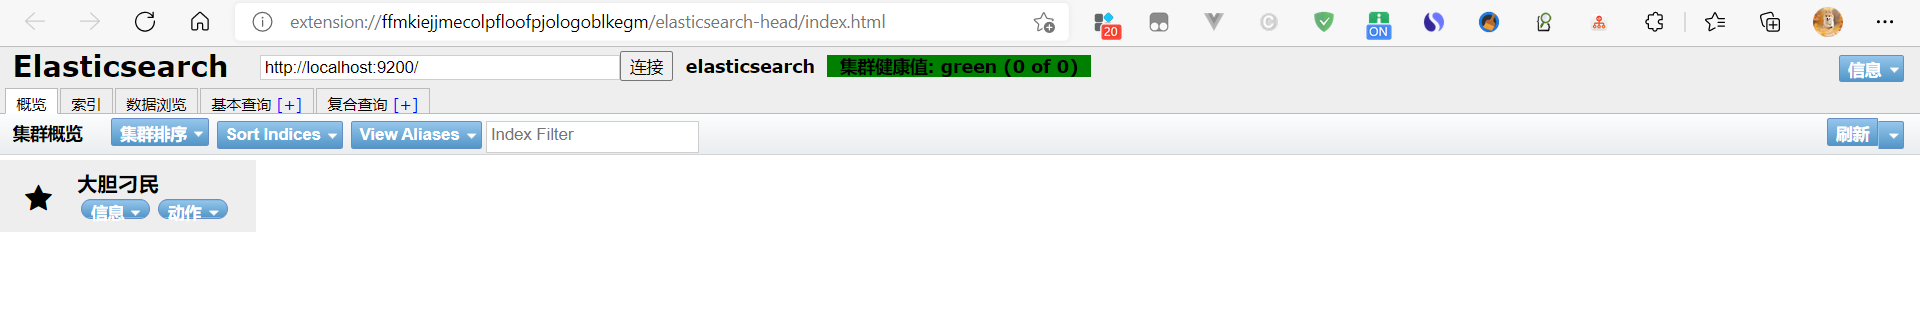 extension://ffmkiejjmecolpfloofpjologoblkegm/elasticsearch-head/index.html
20
ON
Elasticsearch http://localhost:9200/ 连接 elasticsearch 集群健康值: green (0 of 0) 信息
概览 索引 数据浏览 基本查询 [+] 复合查询 [+]
集群概览 集群排序 Sort Indices View Aliases Index Filter 刷新
大胆刁民
信息 动作